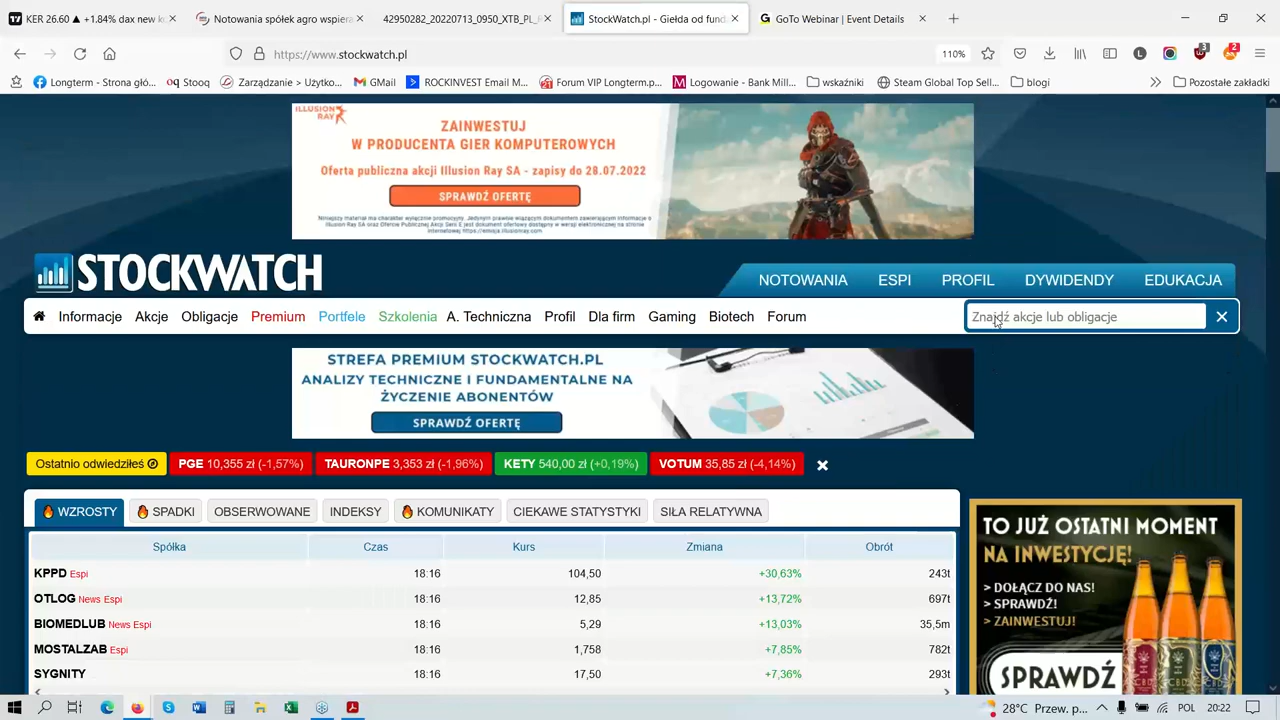 KER 26.60 ▲ +1.84% dax new k
Notowania spółek agro wspiera
42950282_20220713_0950_XTB_PL_F
StockWatch.pl - Giełda od fund
GoTo Webinar | Event Details
https://www.stockwatch.pl
110%
L
3
2
Longterm - Strona głó...
oq Stooq
Zarządzanie > Użytko...
GMail
ROCKINVEST Email M...
Forum VIP Longterm.p...
Logowanie - Bank Mill...
wskaźniki
Steam Global Top Sell...
blogi
Pozostałe zakładki
ILLUSION RAY
ZAINWESTUJ
W PRODUCENTA GIER KOMPUTEROWYCH
Oferta publiczna akcji Illusion Ray SA - zapisy do 28.07.2022
SPRAWDŹ OFERTĘ
STOCKWATCH
NOTOWANIA
ESPI
PROFIL
DYWIDENDY
EDUKACJA
Informacje
Akcje
Obligacje
Premium
Portfele
Szkolenia
A. Techniczna
Profil
Dla firm
Gaming
Biotech
Forum
Znajdź akcje lub obligacje
STREFA PREMIUM STOCKWATCH.PL
ANALIZY TECHNICZNE I FUNDAMENTALNE NA
ŻYCZENIE ABONENTÓW
SPRAWDŹ OFERTĘ
Ostatnio odwiedziłeś
PGE 10,355 zł (-1,57%)
TAURONPE 3,353 zł (-1,96%)
KETY 540,00 zł (+0,19%)
VOTUM 35,85 zł (-4,14%)
WZROSTY
SPADKI
OBSERWOWANE
INDEKSY
KOMUNIKATY
CIEKAWE STATYSTYKI
SIŁA RELATYWNA
Spółka Czas Kurs Zmiana Obrót
KPPD Espi 18:16 104,50 +30,63% 243t
OTLOG News Espi 18:16 12,85 +13,72% 697t
BIOMEDLUB News Espi 18:16 5,29 +13,03% 35,5m
MOSTALZAB Espi 18:16 1,758 +7,85% 782t
SYGNITY 18:16 17,50 +7,36% 293t
TO JUŻ OSTATNI MOMENT
NA INWESTYCJĘ!
> DOŁĄCZ DO NAS!
> SPRAWDŹ!
> ZAINWESTUJ!
SPRAWDŹ
CBD
28°C Przew. p...
POL
20:22